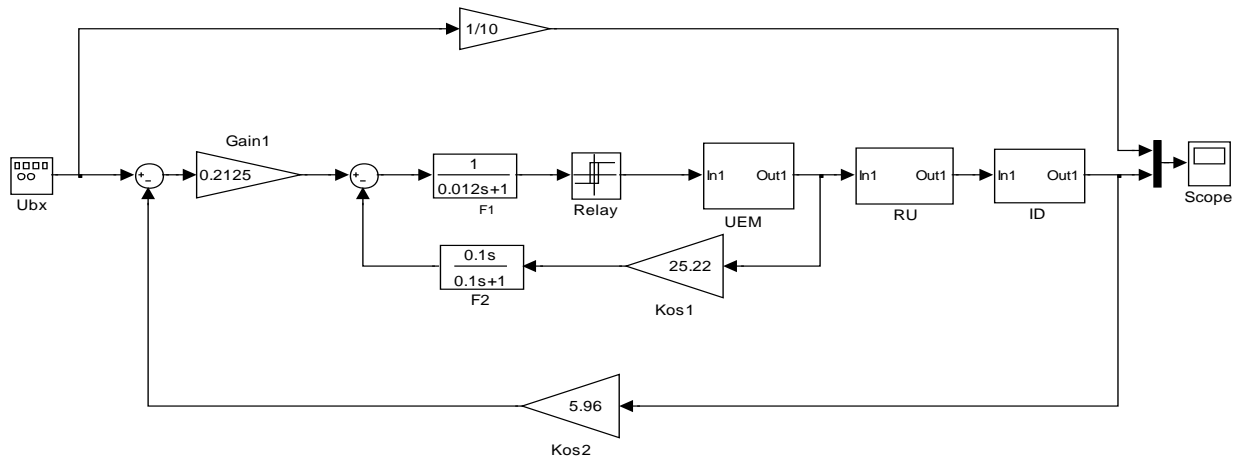 1/10
Gain1
0.2125
+
-
+
-
1
0.012s+1
F1
Relay
In1 Out1
UEM
In1 Out1
RU
In1 Out1
ID
Scope
Ubx
0.1s
0.1s+1
F2
25.22
Kos1
5.96
Kos2